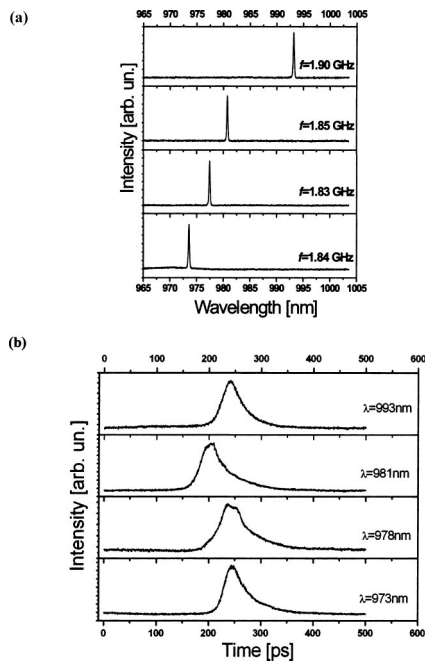 (a)
965 970 975 980 985 990 995 1000 1005
f=1.90 GHz
f=1.85 GHz
f=1.83 GHz
f=1.84 GHz
Intensity [arb. un.]
965 970 975 980 985 990 995 1000 1005
Wavelength [nm]
(b)
0 100 200 300 400 500 600
λ=993nm
λ=981nm
λ=978nm
λ=973nm
Intensity [arb. un.]
0 100 200 300 400 500 600
Time [ps]